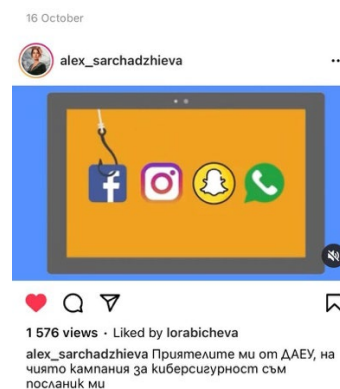 16 October
alex_sarchadzhieva
1 576 views · Liked by lorabicheva
alex_sarchadzhieva Приятелите ми от ДАЕУ, на
чиято кампания за киберсигурност съм
посланик ми